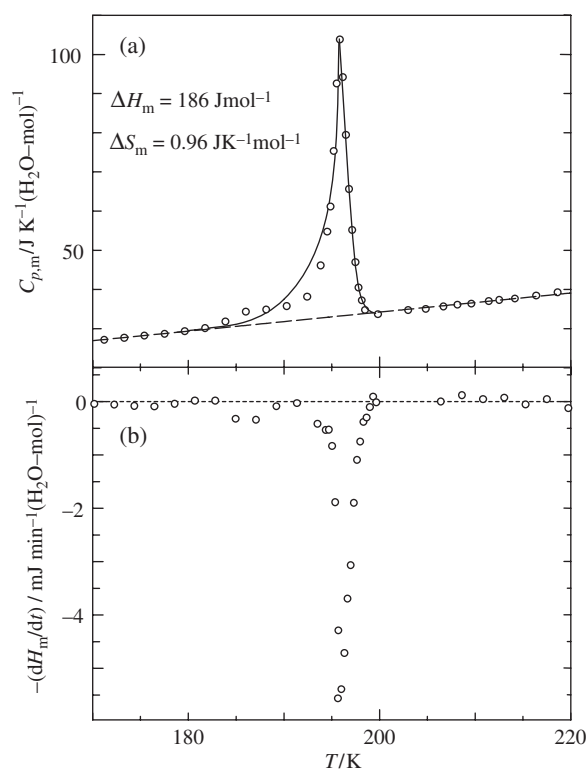 (a)
ΔHm = 186 Jmol–1
ΔSm = 0.96 JK–1mol–1
Cp,m/J K–1(H2O–mol)–1
100
50
(b)
–(dHm/dt) / mJ min–1(H2O–mol)–1
0
–2
–4
180
200
220
T/K